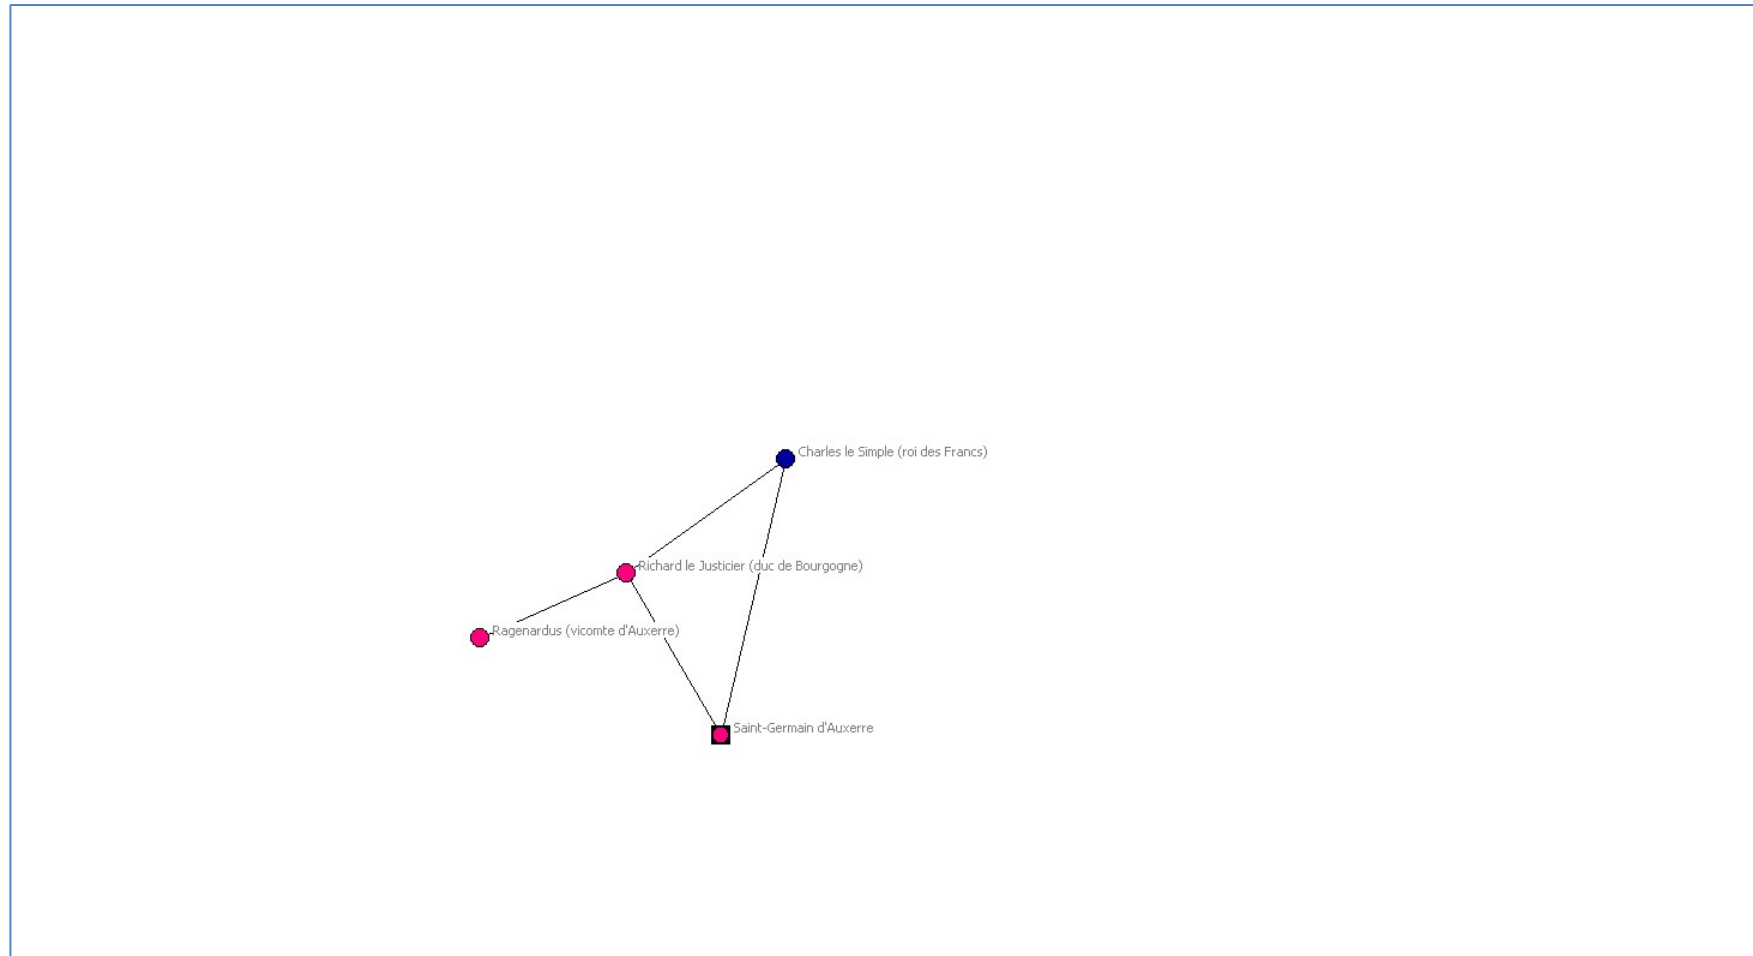 Charles le Simple (roi des Francs)
Richard le Justicier (duc de Bourgogne)
Ragenardus (vicomte d'Auxerre)
Saint-Germain d'Auxerre